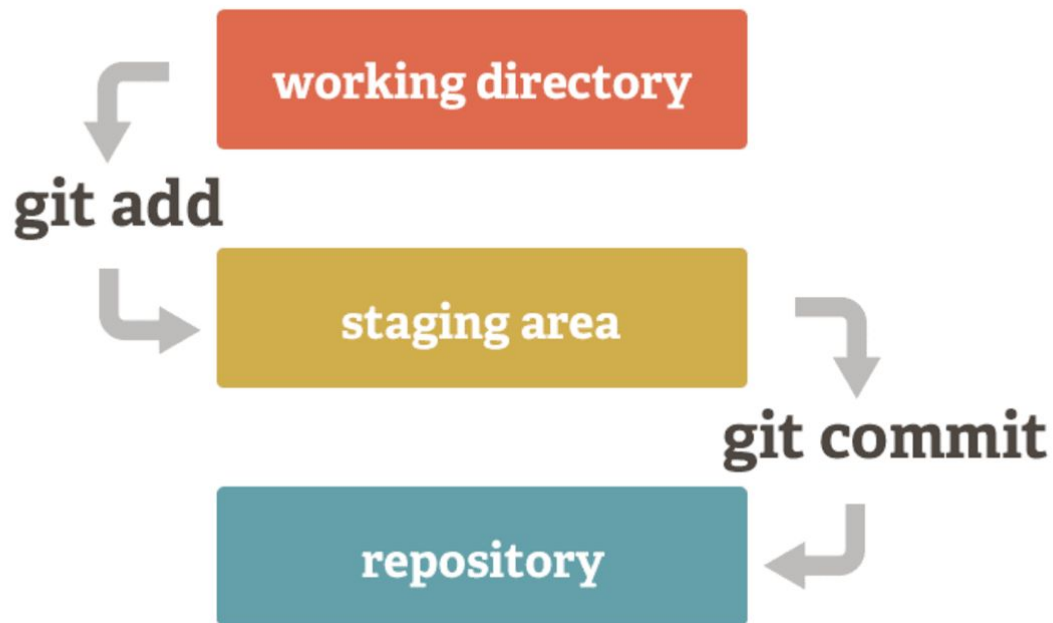 working directory
git add
staging area
git commit
repository